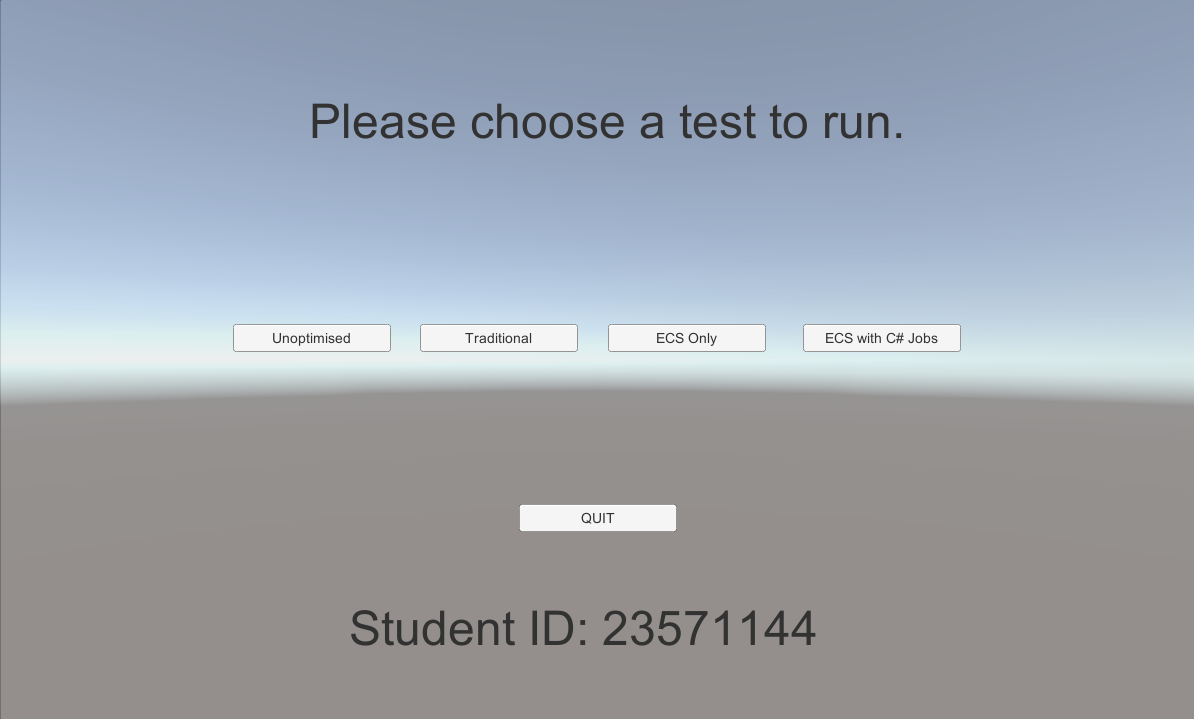 Please choose a test to run.
Unoptimised
Traditional
ECS Only
ECS with C# Jobs
QUIT
Student ID: 23571144